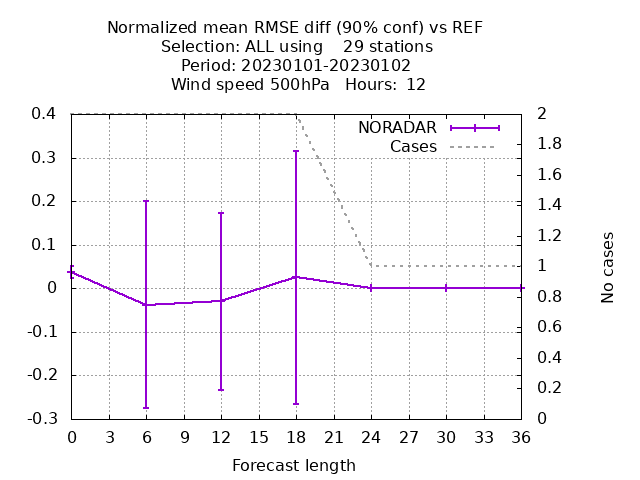 Normalized mean RMSE diff (90% conf) vs REF
Selection: ALL using    29 stations
Period: 20230101-20230102
Wind speed 500hPa   Hours: 12
NORADAR
Cases
0.4
0.3
0.2
0.1
0
-0.1
-0.2
-0.3
2
1.8
1.6
1.4
1.2
1
0.8
0.6
0.4
0.2
0
No cases
0 3 6 9 12 15 18 21 24 27 30 33 36
Forecast length